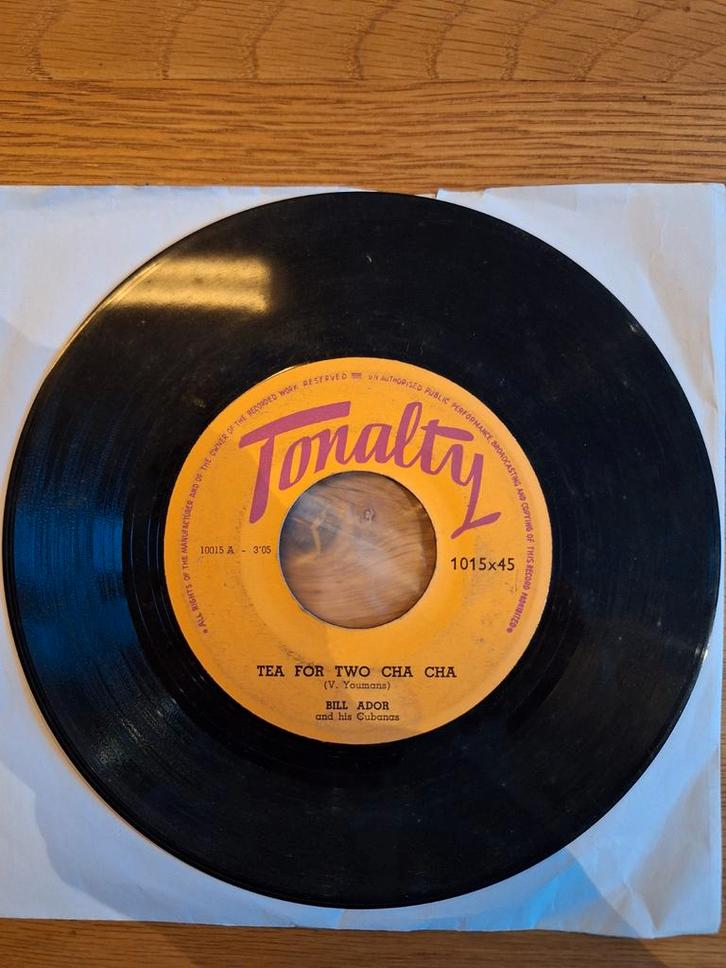 • ALL RIGHTS OF THE MANUFACTURER AND OF THE OWNER OF THE RECORDED WORK RESERVED UNAUTHORISED PUBLIC PERFORMANCE BROADCASTING AND COPYING OF THIS RECORD PROHIBITED •
Tonalty
10015 A - 3'05
1015x45
TEA FOR TWO CHA CHA
(V. Youmans)
BILL ADOR
and his Cubanas